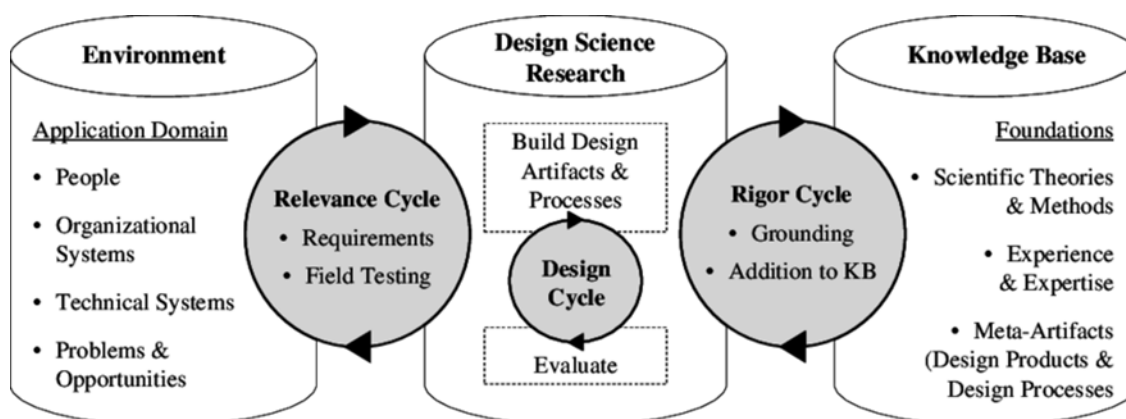 Environment
Application Domain
• People
• Organizational
Systems
• Technical Systems
• Problems &
Opportunities
Relevance Cycle
• Requirements
• Field Testing
Design Science
Research
Build Design
Artifacts &
Processes
Design
Cycle
Evaluate
Rigor Cycle
• Grounding
• Addition to KB
Knowledge Base
Foundations
• Scientific Theories
& Methods
• Experience
& Expertise
• Meta-Artifacts
(Design Products &
Design Processes